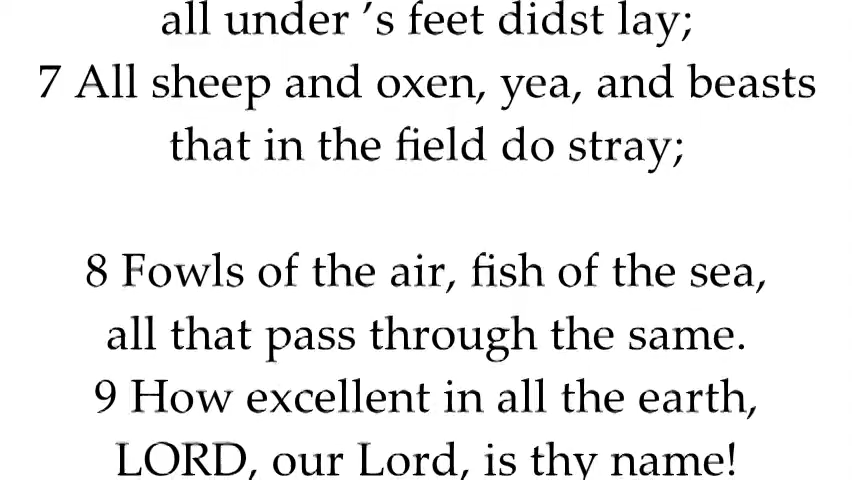 all under ’s feet didst lay;
7 All sheep and oxen, yea, and beasts
that in the field do stray;
8 Fowls of the air, fish of the sea,
all that pass through the same.
9 How excellent in all the earth,
LORD, our Lord, is thy name!